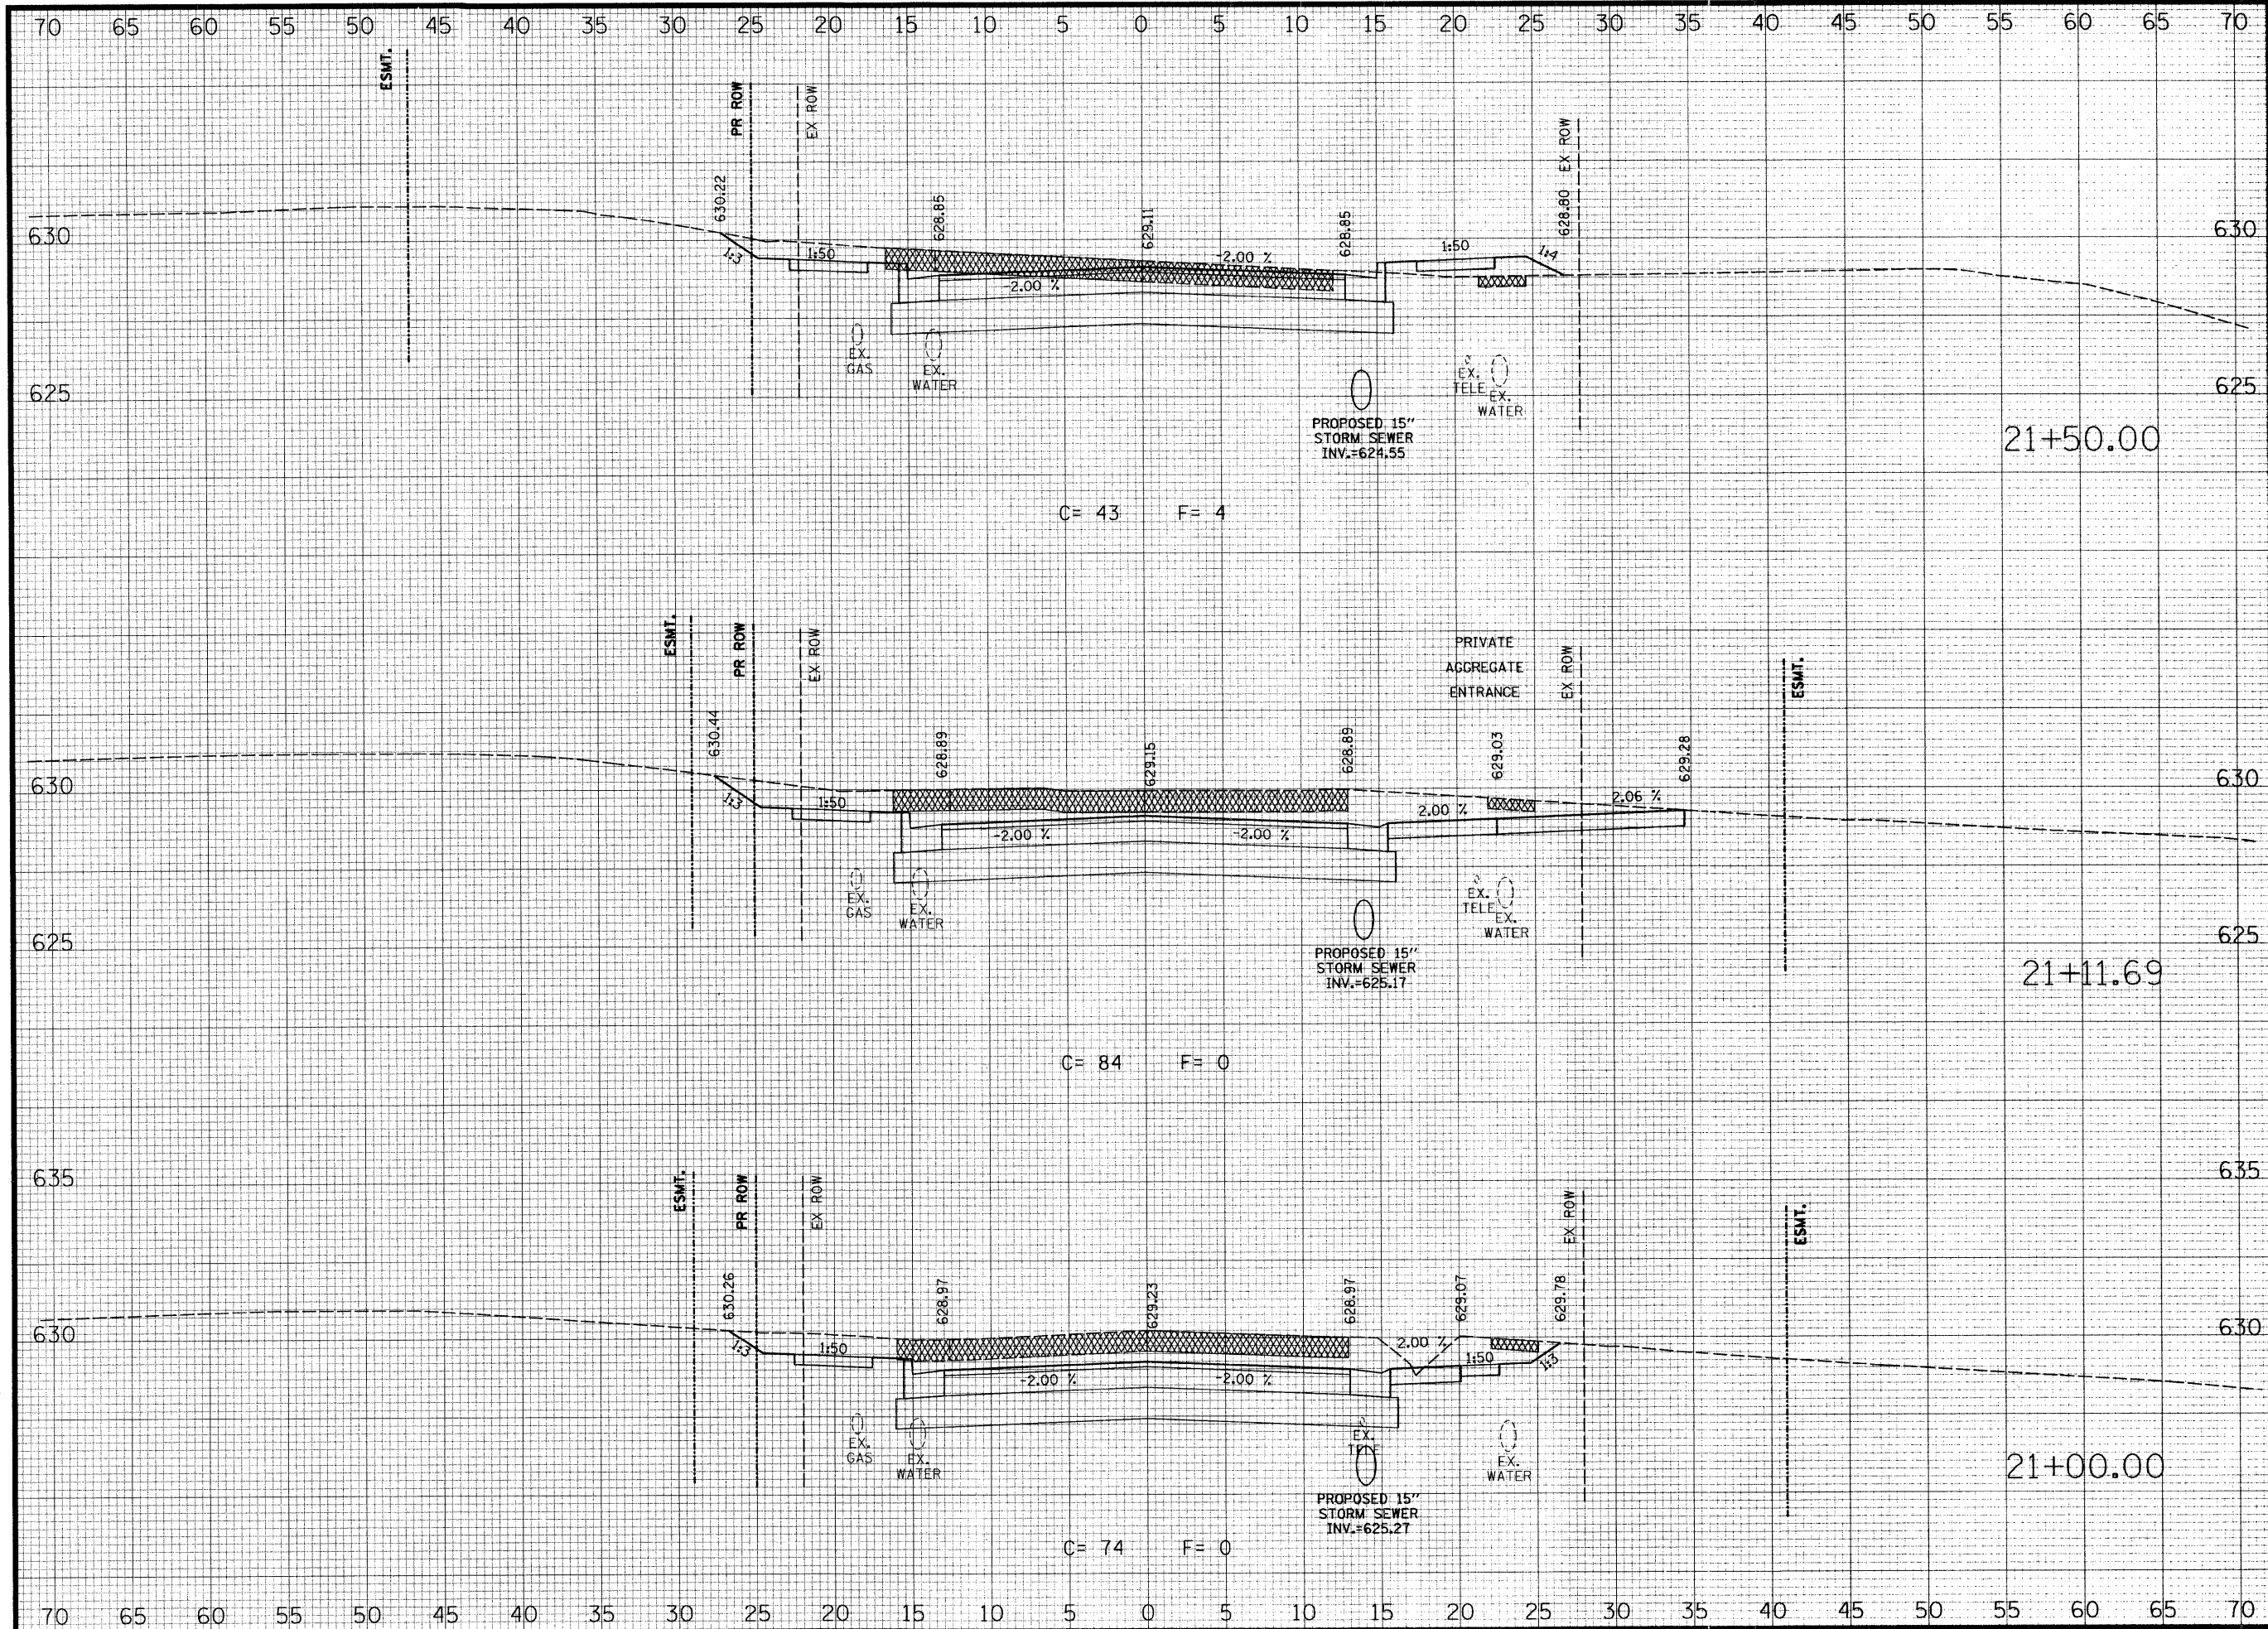 70 65 60 55 50 45 40 35 30 25 20 15 10 5 0 5 10 15 20 25 30 35 40 45 50 55 60 65 70
ESMT.
PR ROW
EX ROW
628.80 EX ROW
630.22
628.85
629.11
628.85
630
630
1:3
1:50
-2.00 %
-2.00 %
1:50
1:4
EX.
GAS
EX.
WATER
EX.
TELE
EX.
WATER
625
625
PROPOSED 15"
STORM SEWER
INV.=624.55
21+50.00
C= 43 F= 4
ESMT.
PR ROW
EX ROW
PRIVATE
AGGREGATE
ENTRANCE
EX ROW
ESMT.
630.44
628.89
629.15
628.89
629.03
629.28
630
630
1:3
1:50
-2.00 %
-2.00 %
2.00 %
2.06 %
EX.
GAS
EX.
WATER
EX.
TELE
EX.
WATER
625
625
PROPOSED 15"
STORM SEWER
INV.=625.17
21+11.69
C= 84 F= 0
635
635
ESMT.
PR ROW
EX ROW
EX ROW
ESMT.
630.26
628.97
629.23
628.97
629.07
629.78
630
630
1:3
1:50
-2.00 %
-2.00 %
2.00 %
1:50
1:3
EX.
GAS
EX.
WATER
EX.
TELE
EX.
WATER
PROPOSED 15"
STORM SEWER
INV.=625.27
21+00.00
C= 74 F= 0
70 65 60 55 50 45 40 35 30 25 20 15 10 5 0 5 10 15 20 25 30 35 40 45 50 55 60 65 70